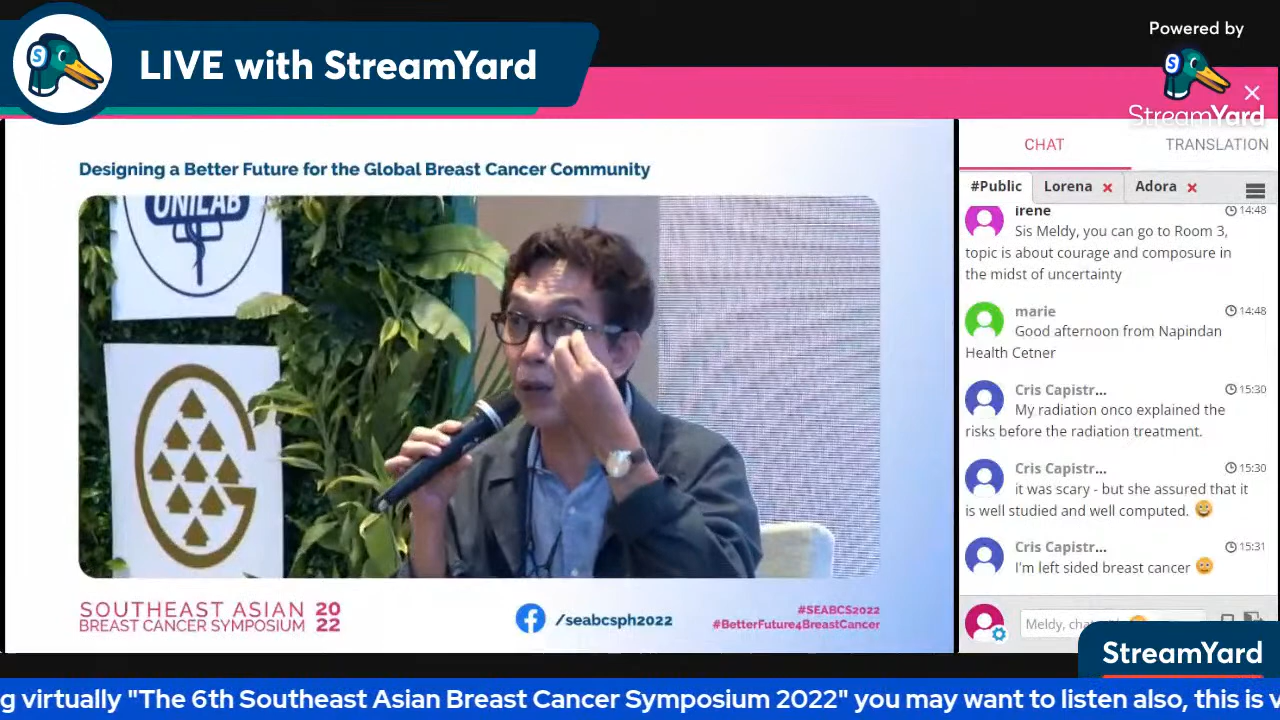 LIVE with StreamYard
Powered by
StreamYard
Designing a Better Future for the Global Breast Cancer Community
UNILAB
SOUTHEAST ASIAN 20
BREAST CANCER SYMPOSIUM 22
/seabcsph2022
#SEABCS2022
#BetterFuture4BreastCancer
CHAT
TRANSLATION
#Public
Lorena
Adora
irene 14:48
Sis Meldy, you can go to Room 3,
topic is about courage and composure in
the midst of uncertainty
marie 14:48
Good afternoon from Napindan
Health Cetner
Cris Capistr... 15:30
My radiation onco explained the
risks before the radiation treatment.
Cris Capistr... 15:30
it was scary - but she assured that it
is well studied and well computed.
Cris Capistr... 15:3
I'm left sided breast cancer
Meldy,
StreamYard
g virtually "The 6th Southeast Asian Breast Cancer Symposium 2022" you may want to listen also, this is v